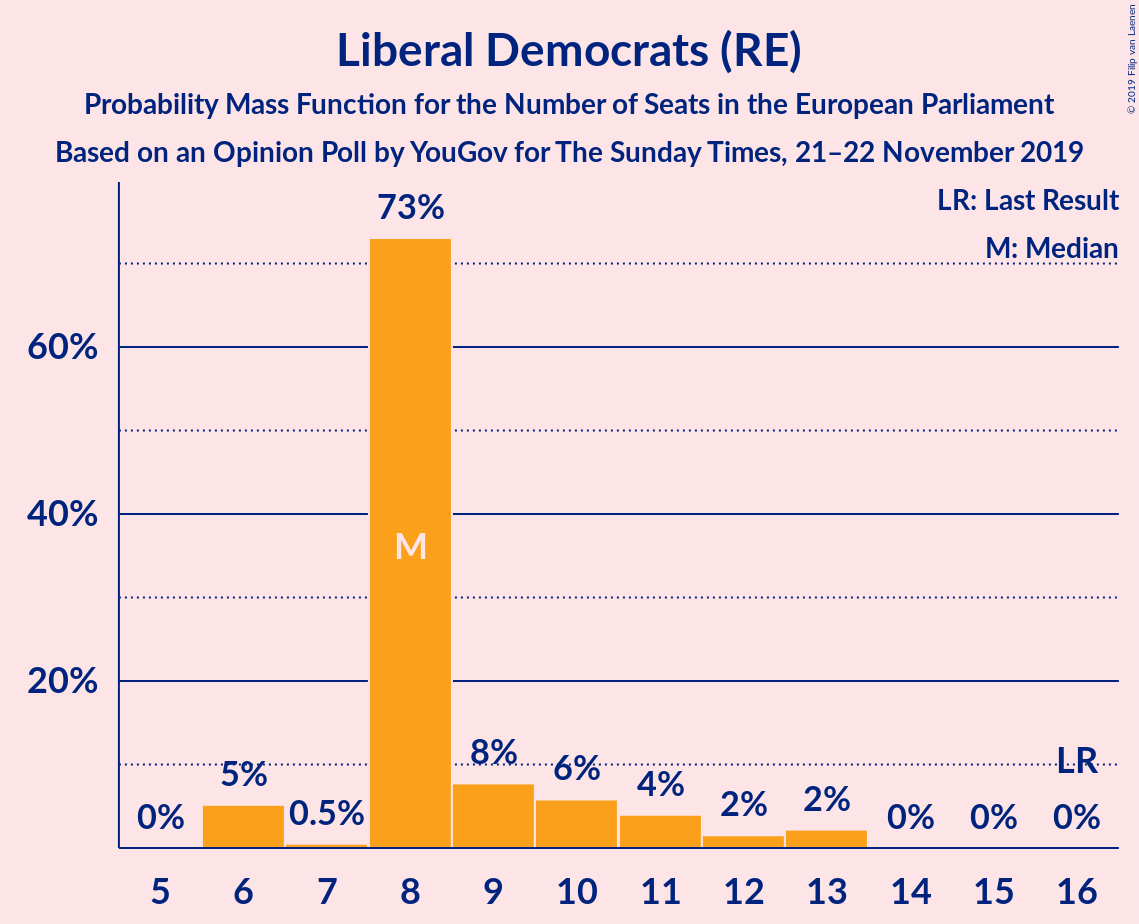 Liberal Democrats (RE)
Probability Mass Function for the Number of Seats in the European Parliament
Based on an Opinion Poll by YouGov for The Sunday Times, 21–22 November 2019
© 2019 Filip van Laenen
LR: Last Result
M: Median
73%
60%
40%
20%
M
0%
5%
0.5%
8%
6%
4%
2%
2%
0%
0%
LR
0%
5 6 7 8 9 10 11 12 13 14 15 16